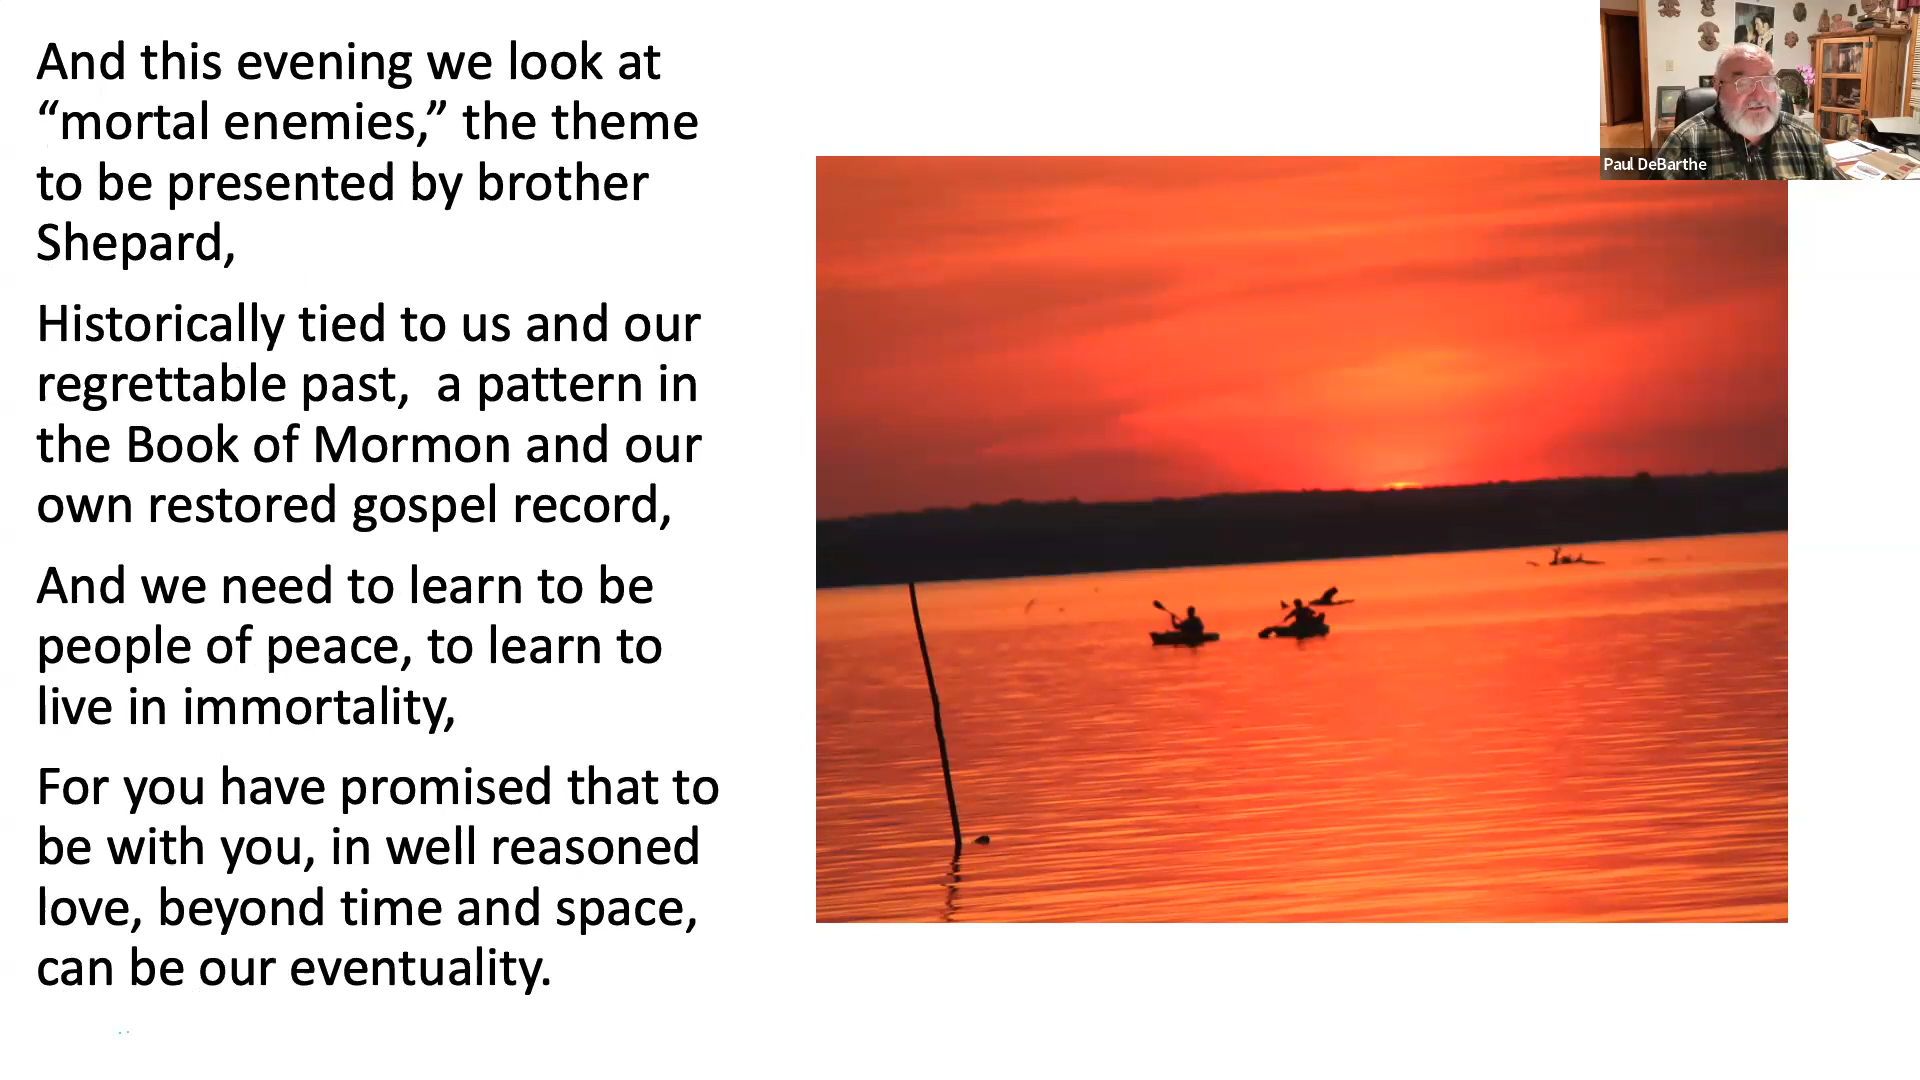 And this evening we look at
“mortal enemies,” the theme
to be presented by brother
Shepard,
Historically tied to us and our
regrettable past,  a pattern in
the Book of Mormon and our
own restored gospel record,
And we need to learn to be
people of peace, to learn to
live in immortality,
For you have promised that to
be with you, in well reasoned
love, beyond time and space,
can be our eventuality.
Paul DeBarthe